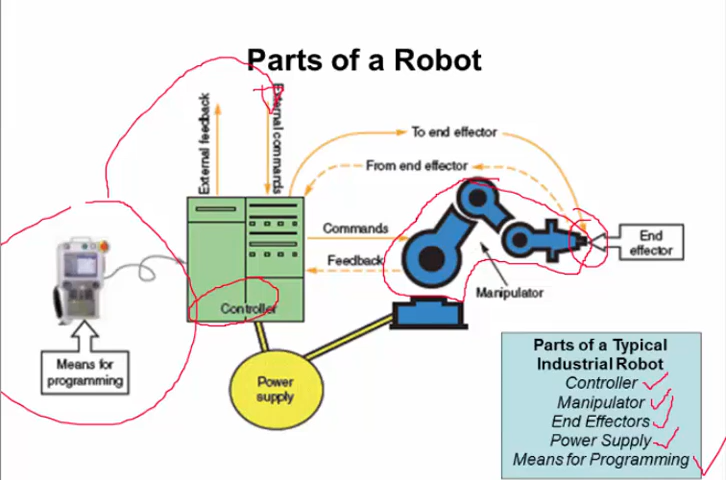 Parts of a Robot
External feedback
External commands
To end effector
From end effector
Commands
Feedback
End
effector
Manipulator
Controller
Means for
programming
Power
supply
Parts of a Typical
Industrial Robot
Controller
Manipulator
End Effectors
Power Supply
Means for Programming